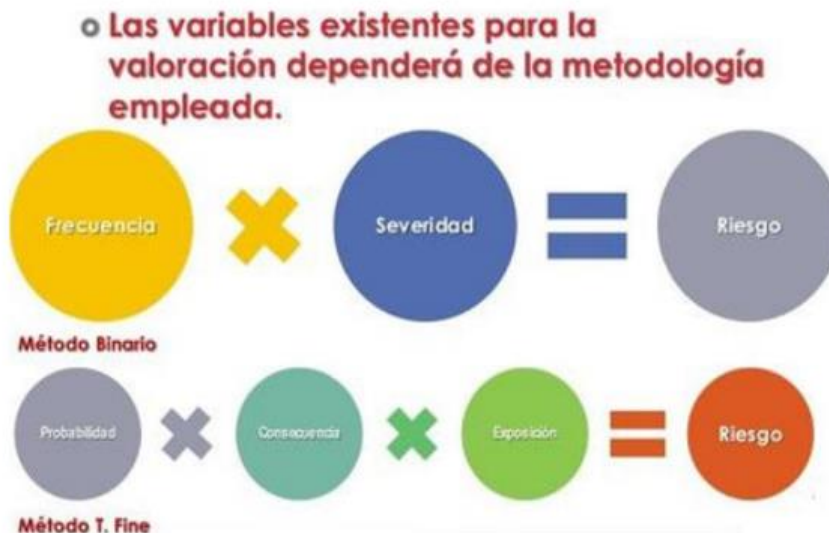 Las variables existentes para la
valoración dependerá de la metodología
empleada.
Frecuencia Severidad Riesgo
Método Binario
Probabilidad Consecuencia Exposición Riesgo
Método T. Fine